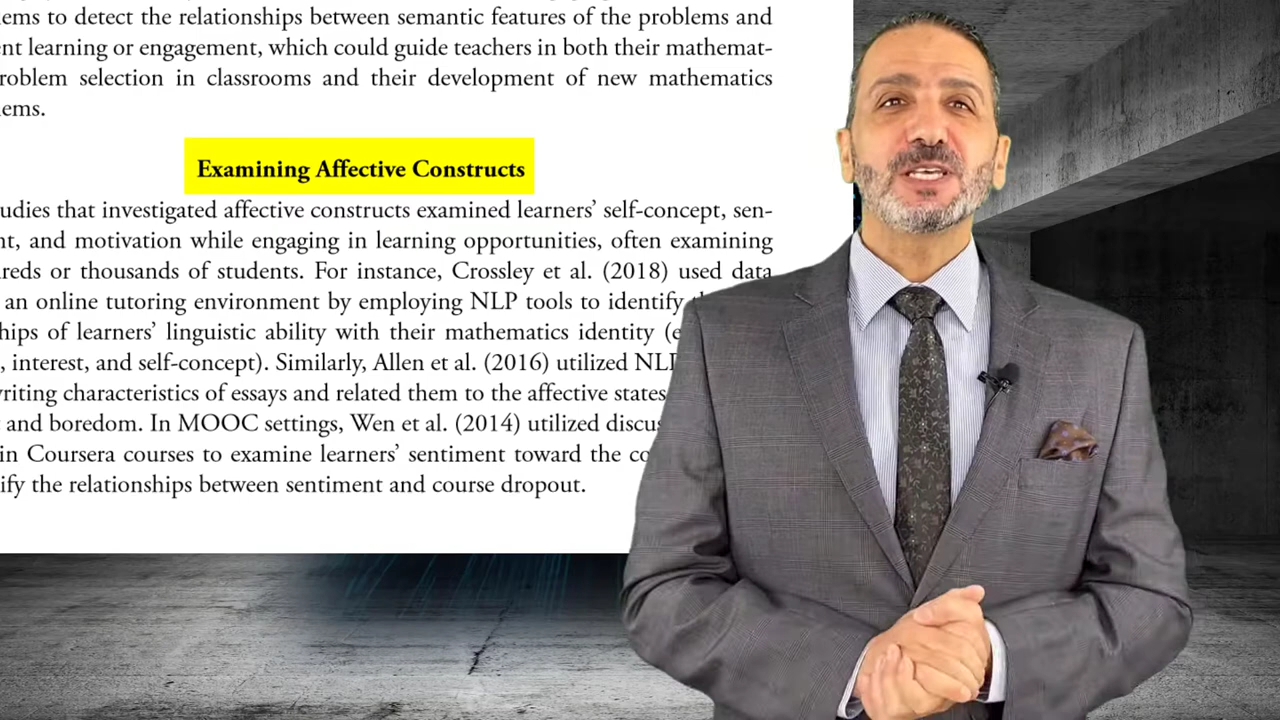 ems to detect the relationships between semantic features of the problems and
nt learning or engagement, which could guide teachers in both their mathemat-
roblem selection in classrooms and their development of new mathematics
ems.
Examining Affective Constructs
udies that investigated affective constructs examined learners' self-concept, sen-
nt, and motivation while engaging in learning opportunities, often examining
reds or thousands of students. For instance, Crossley et al. (2018) used data
an online tutoring environment by employing NLP tools to identify
hips of learners' linguistic ability with their mathematics identity (e
, interest, and self-concept). Similarly, Allen et al. (2016) utilized NLP
writing characteristics of essays and related them to the affective states
and boredom. In MOOC settings, Wen et al. (2014) utilized discus
in Coursera courses to examine learners' sentiment toward the co
ify the relationships between sentiment and course dropout.